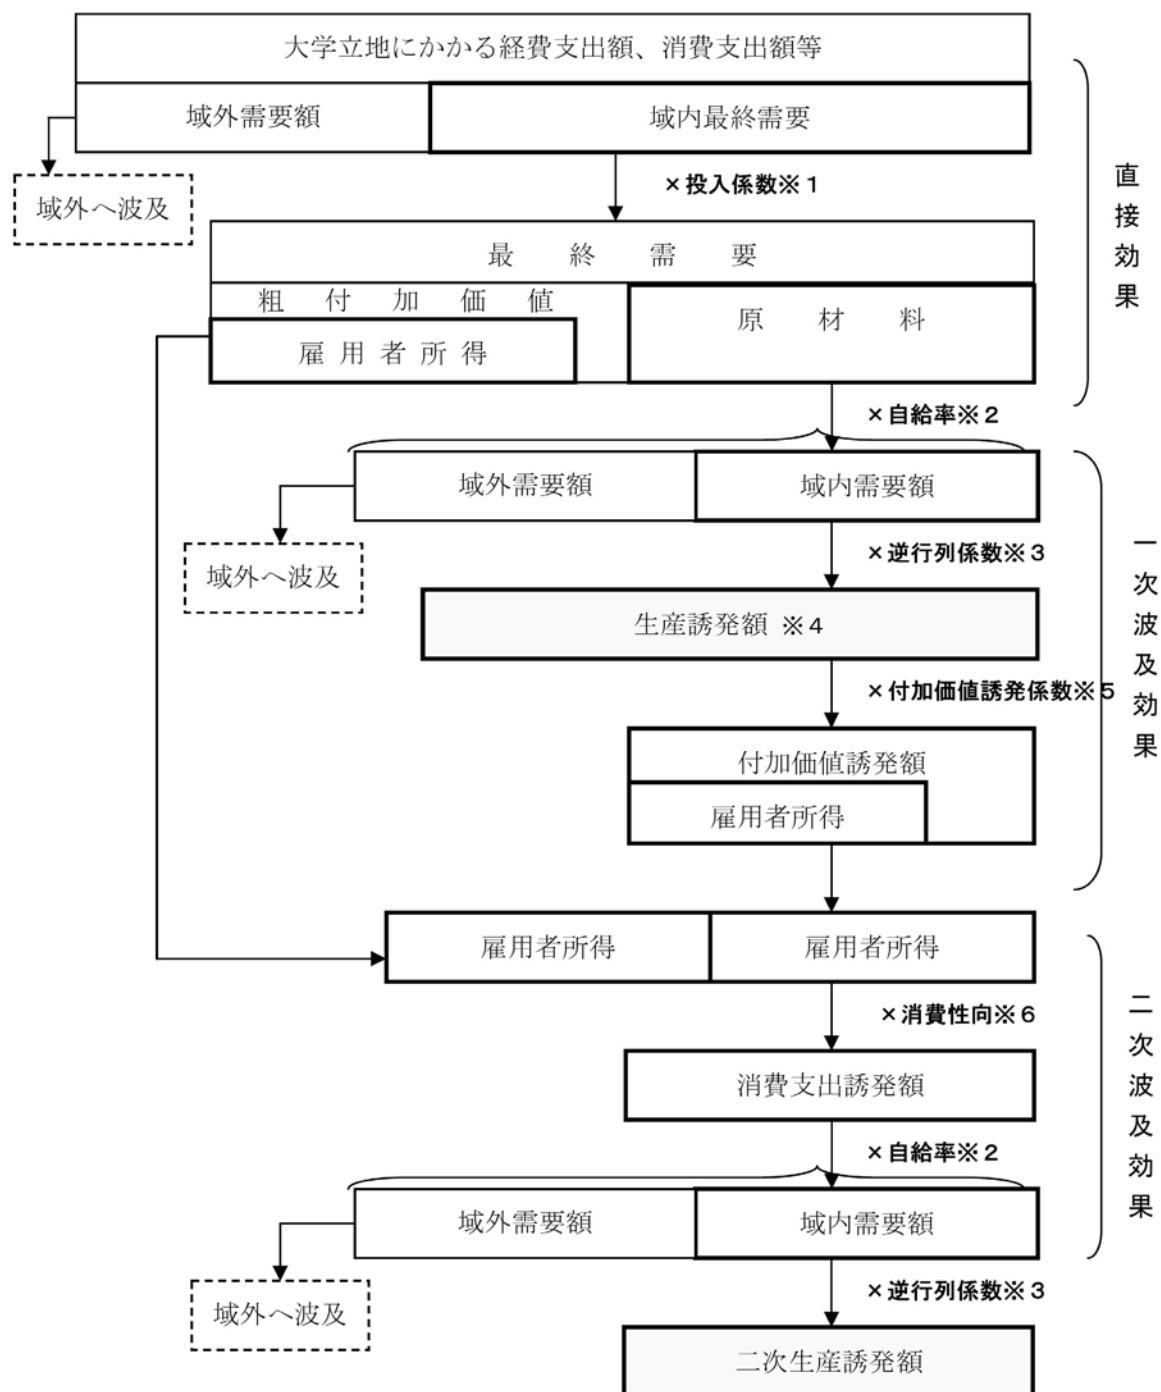 大学立地にかかる経費支出額、消費支出額等
域外需要額
域内最終需要
域外へ波及
×投入係数※1
直接効果
最終需要
粗付加価値
原材料
雇用者所得
×自給率※2
域外需要額
域内需要額
域外へ波及
×逆行列係数※3
一次波及効果
生産誘発額 ※4
×付加価値誘発係数※5
付加価値誘発額
雇用者所得
雇用者所得
雇用者所得
×消費性向※6
二次波及効果
消費支出誘発額
×自給率※2
域外需要額
域内需要額
域外へ波及
×逆行列係数※3
二次生産誘発額